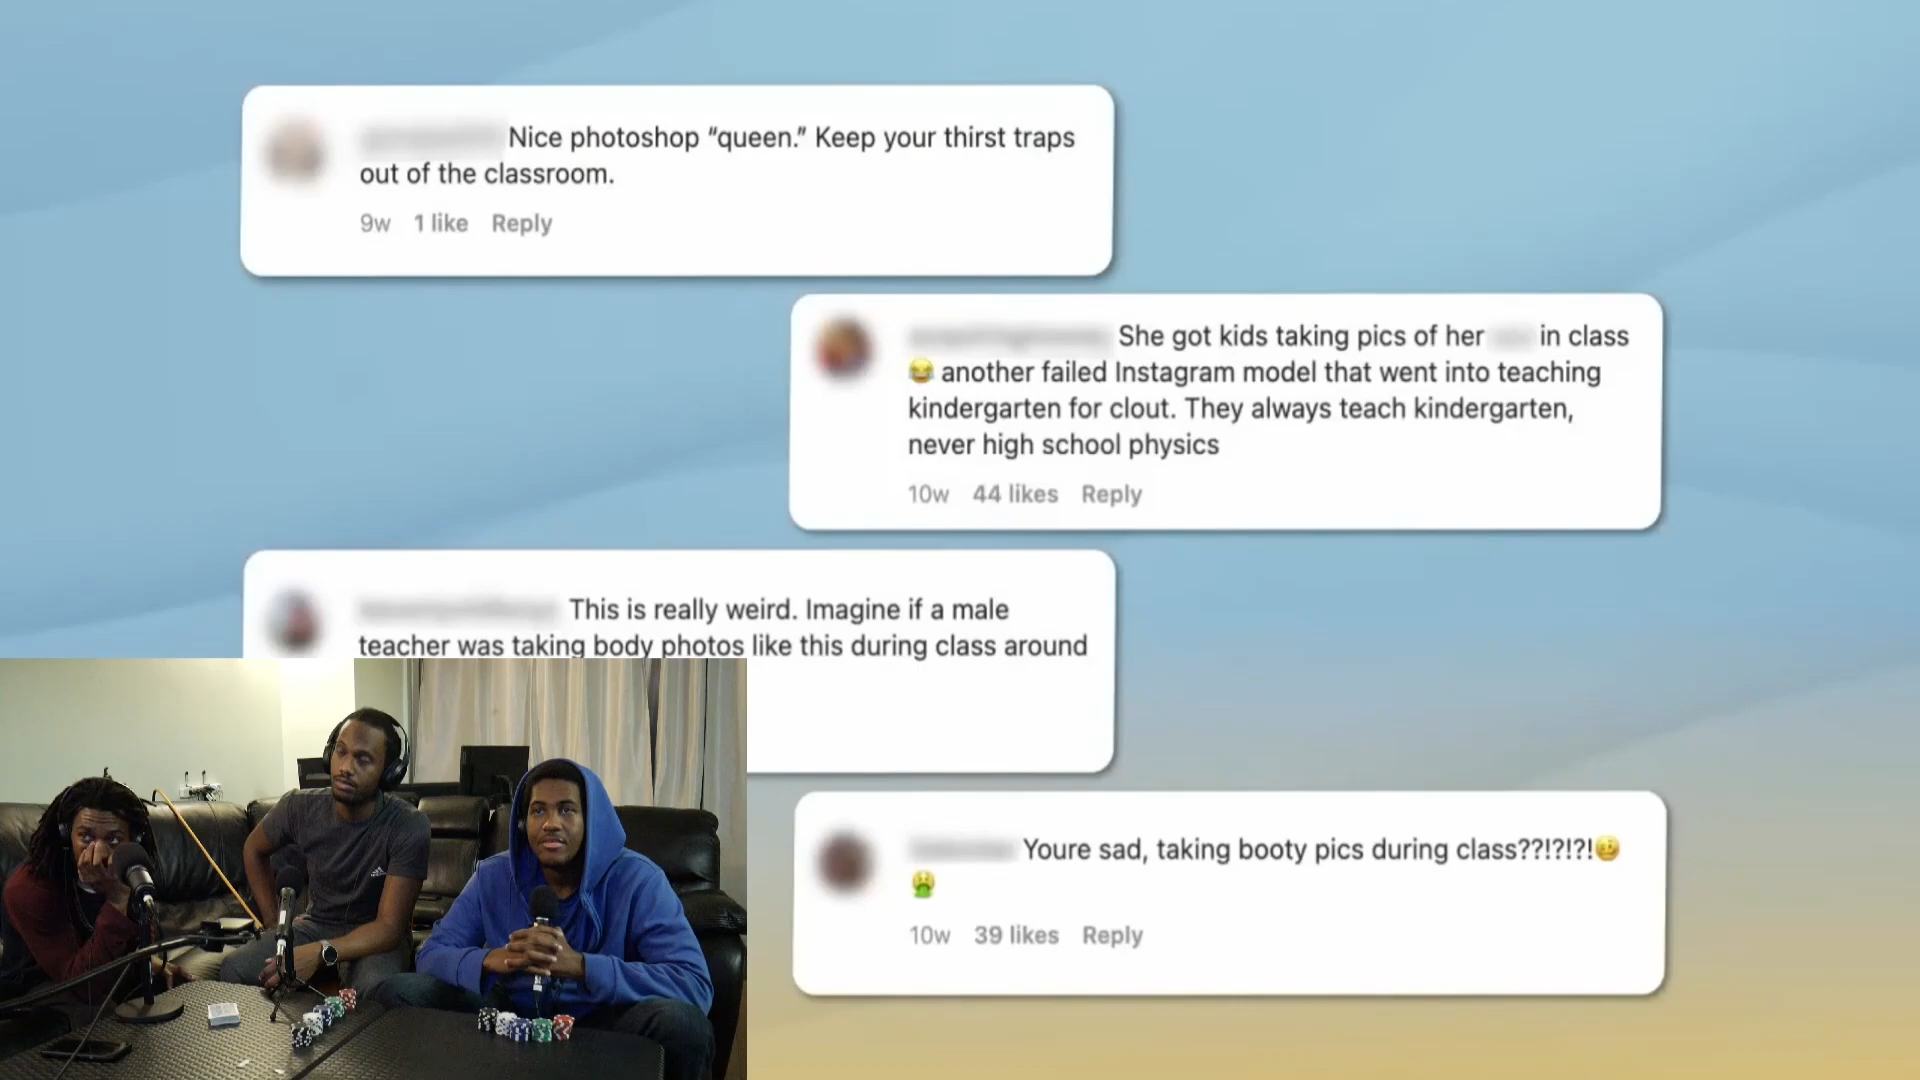 Nice photoshop “queen.” Keep your thirst traps
out of the classroom.
9w 1 like Reply
She got kids taking pics of her in class
😂 another failed Instagram model that went into teaching
kindergarten for clout. They always teach kindergarten,
never high school physics
10w 44 likes Reply
This is really weird. Imagine if a male
teacher was taking body photos like this during class around
Youre sad, taking booty pics during class??!?!?!🥴
🤮
10w 39 likes Reply